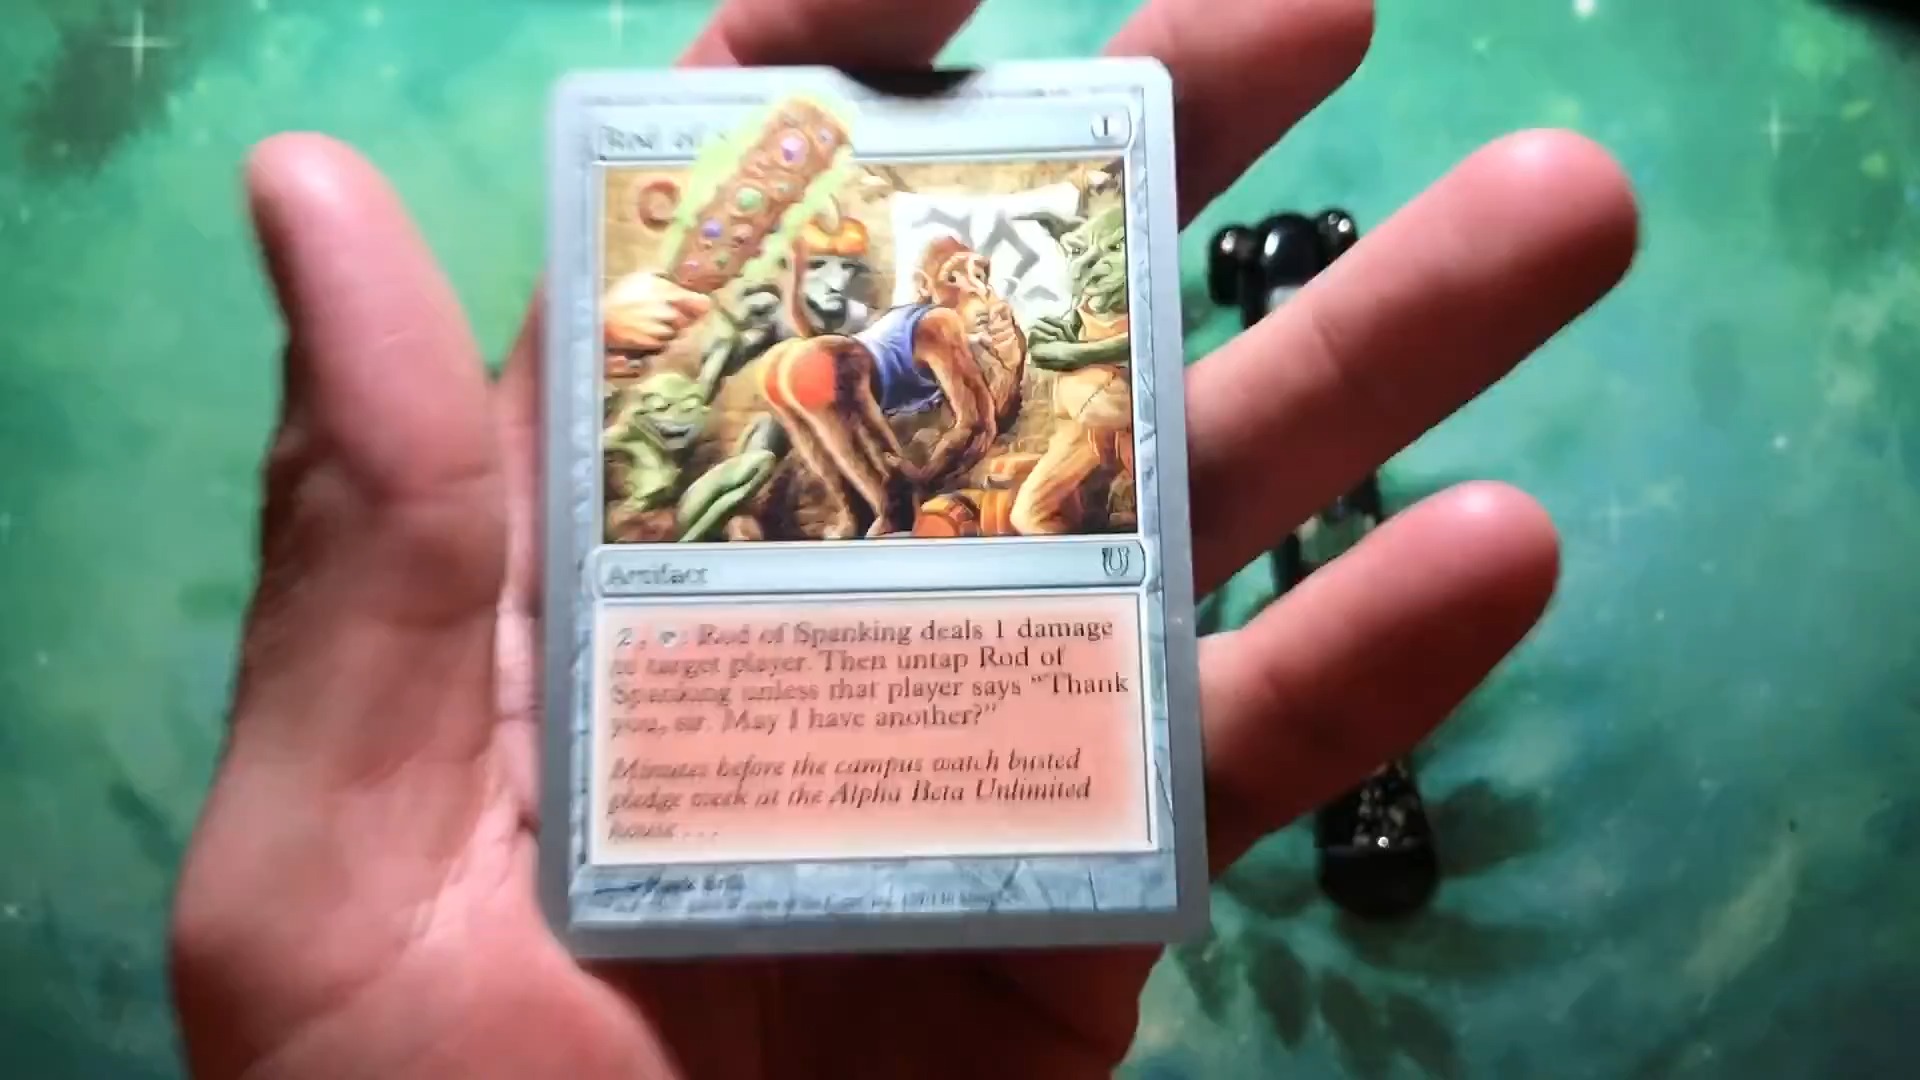 Rod of
1
Artifact
2, : Rod of Spanking deals 1 damage
to target player. Then untap Rod of
Spanking unless that player says "Thank
you, sir. May I have another?"
Minutes before the campus watch busted
pledge week at the Alpha Beta Unlimited
house . . .